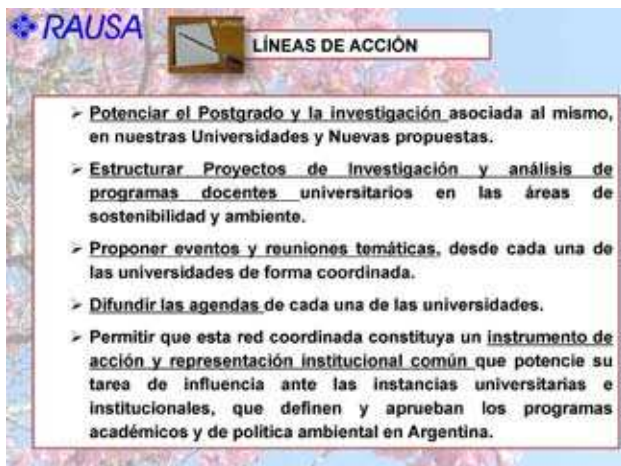 RAUSA
LÍNEAS DE ACCIÓN
➢ Potenciar el Postgrado y la investigación asociada al mismo,
en nuestras Universidades y Nuevas propuestas.
➢ Estructurar Proyectos de Investigación y análisis de
programas docentes universitarios en las áreas de
sostenibilidad y ambiente.
➢ Proponer eventos y reuniones temáticas, desde cada una de
las universidades de forma coordinada.
➢ Difundir las agendas de cada una de las universidades.
➢ Permitir que esta red coordinada constituya un instrumento de
acción y representación institucional común que potencie su
tarea de influencia ante las instancias universitarias e
institucionales, que definen y aprueban los programas
académicos y de política ambiental en Argentina.